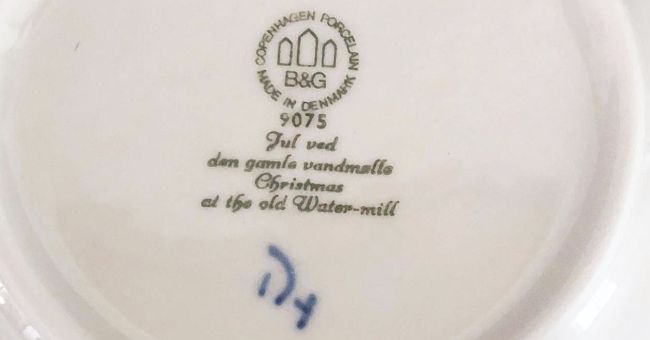 COPENHAGEN PORCELAIN
B&G
MADE IN DENMARK
9075
Jul ved
den gamle vandmølle
Christmas
at the old Water-mill